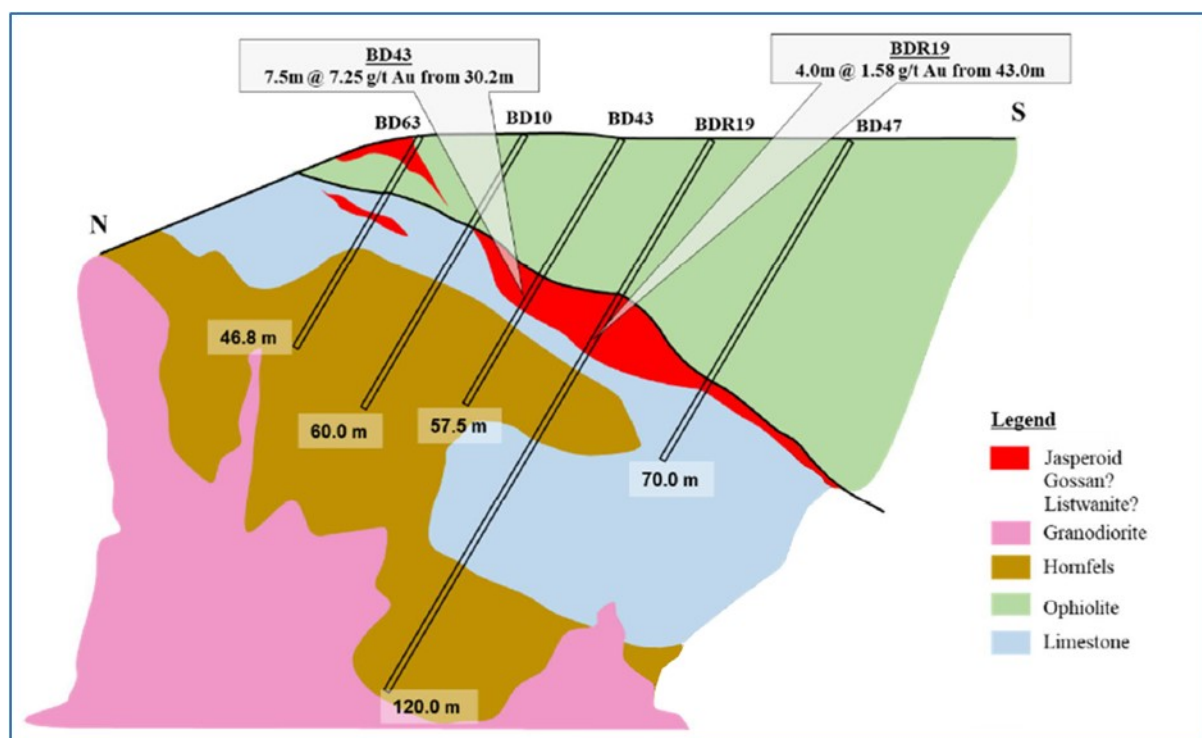 BD43
7.5m @ 7.25 g/t Au from 30.2m
BDR19
4.0m @ 1.58 g/t Au from 43.0m
BD63
BD10
BD43
BDR19
BD47
S
N
46.8 m
60.0 m
57.5 m
70.0 m
120.0 m
Legend
Jasperoid
Gossan?
Listwanite?
Granodiorite
Hornfels
Ophiolite
Limestone